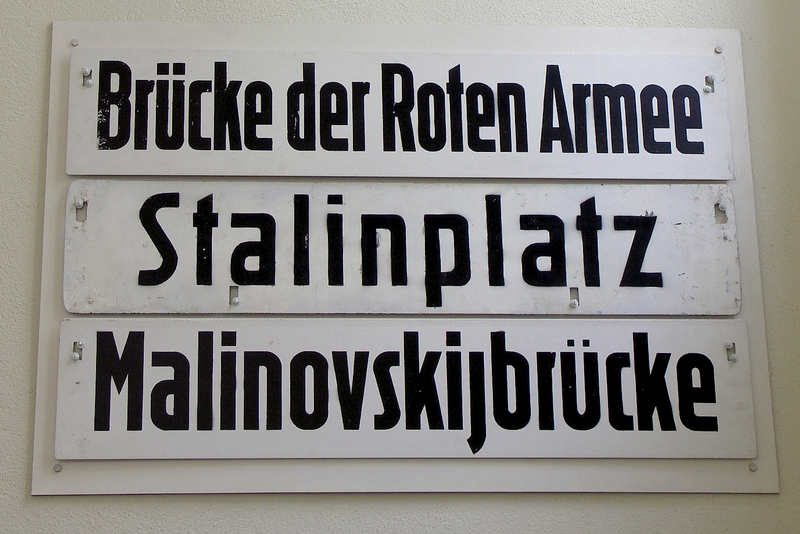 Brücke der Roten Armee
Stalinplatz
Malinovskijbrücke